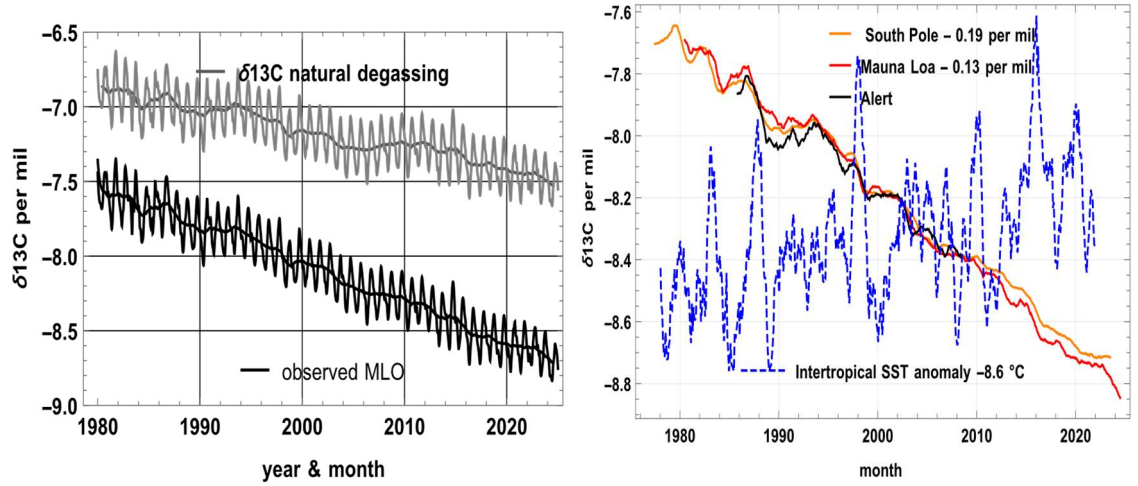 −6.5
−7.0
−7.5
−8.0
−8.5
−9.0
δ13C per mil
δ13C natural degassing
observed MLO
1980
1990
2000
2010
2020
year & month
−7.6
−7.8
−8.0
−8.2
−8.4
−8.6
−8.8
δ13C per mil
South Pole − 0.19 per mil
Mauna Loa − 0.13 per mil
Alert
Intertropical SST anomaly −8.6 °C
1980
1990
2000
2010
2020
month